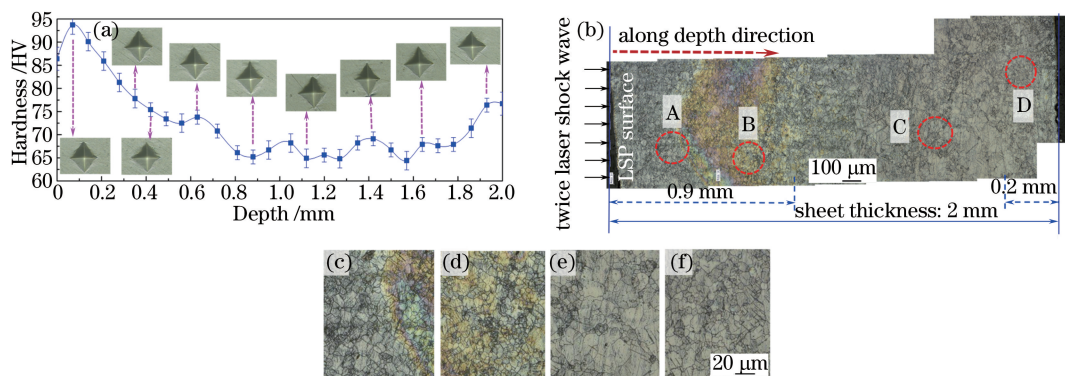 (a)
Hardness /HV
95
90
85
80
75
70
65
60
0
0.2
0.4
0.6
0.8
1.0
1.2
1.4
1.6
1.8
2.0
Depth /mm
(b)
along depth direction
twice laser shock wave
LSP surface
A
B
C
D
100 μm
0.9 mm
0.2 mm
sheet thickness: 2 mm
(c)
(d)
(e)
(f)
20 μm